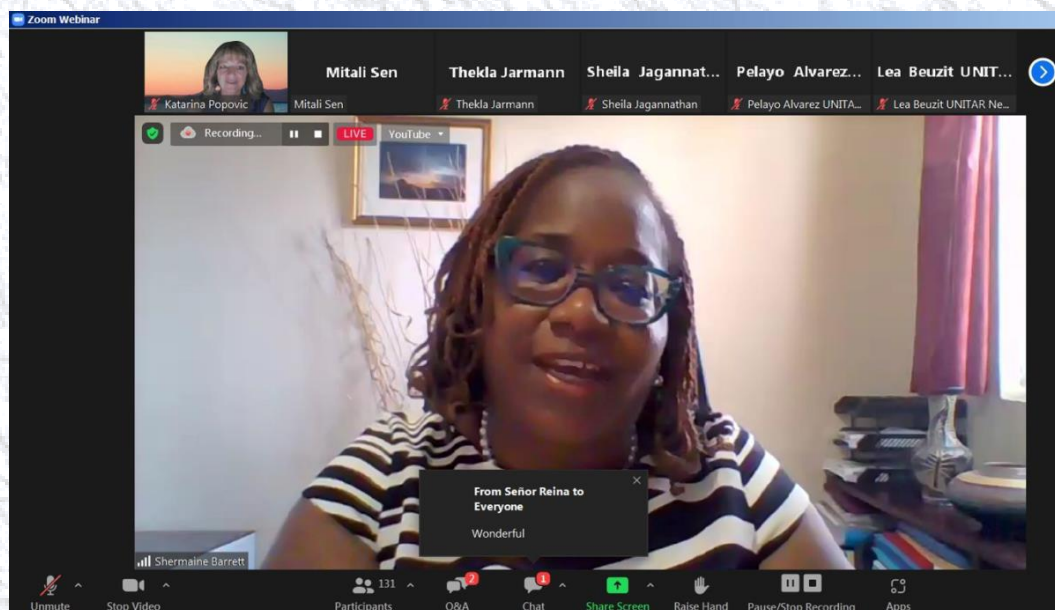 Zoom Webinar
Mitali Sen
Thekla Jarmann
Sheila Jagannat...
Pelayo Alvarez...
Lea Beuzit UNIT...
Katarina Popovic
Mitali Sen
Thekla Jarmann
Sheila Jagannathan
Pelayo Alvarez UNITA...
Lea Beuzit UNITAR Ne...
Recording...
LIVE
YouTube
From Señor Reina to
Everyone
Wonderful
Shermaine Barrett
131
2
1
Unmute
Stop Video
Participants
Q&A
Chat
Share Screen
Raise Hand
Pause/Stop Recording
Apps